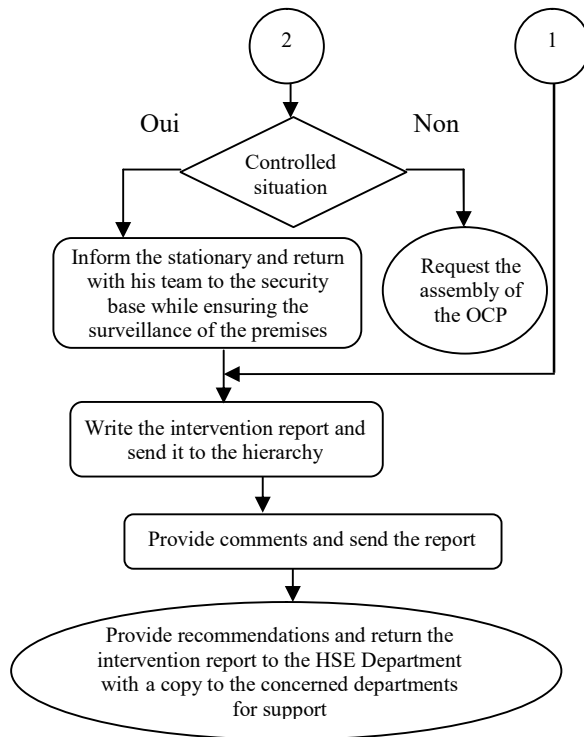 2
1
Oui
Non
Controlled
situation
Inform the stationary and return
with his team to the security
base while ensuring the
surveillance of the premises
Request the
assembly of
the OCP
Write the intervention report and
send it to the hierarchy
Provide comments and send the report
Provide recommendations and return the
intervention report to the HSE Department
with a copy to the concerned departments
for support